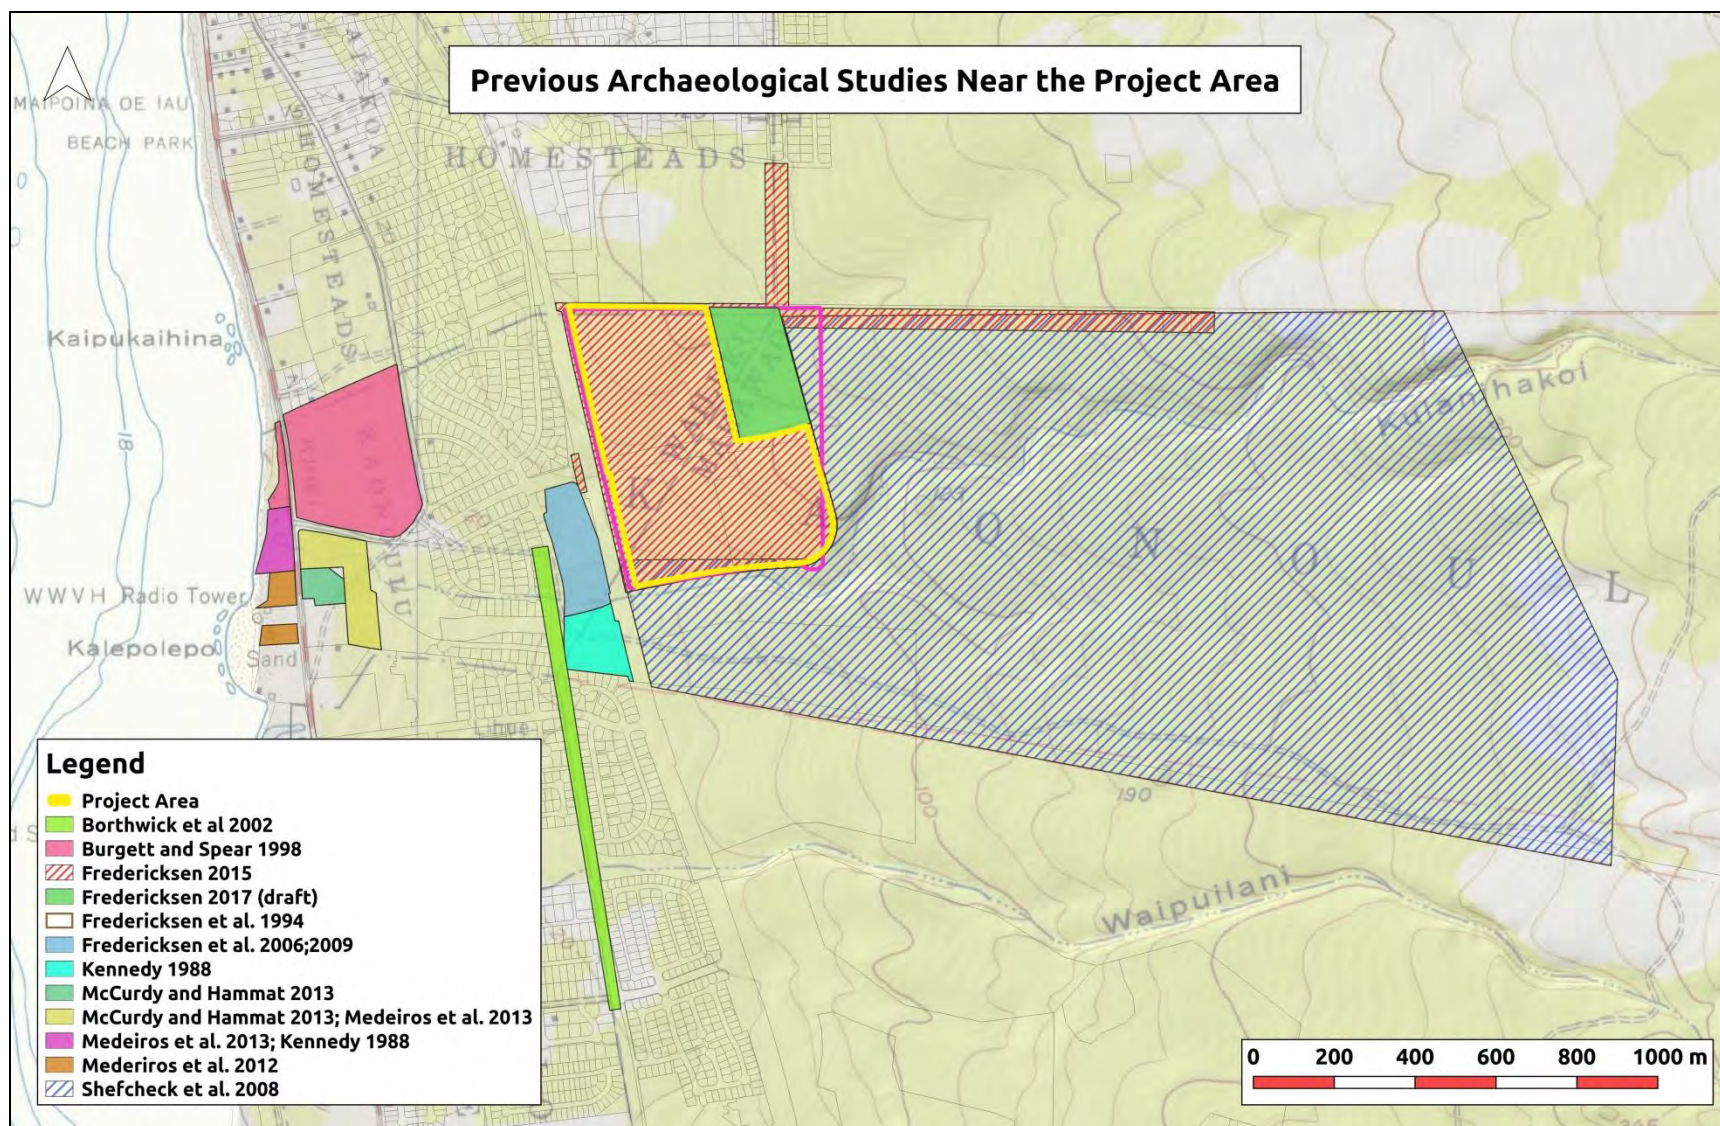 Previous Archaeological Studies Near the Project Area
MAIPOINA OE IAU
BEACH PARK
HOMESTEADS
HOMESTEADS
Kaipukaihina
18
WWVH Radio Tower
Kalepolepo
Sand
Lihue
103
K
O N O U L
100
190
Waipuilani
Legend
Project Area
Borthwick et al 2002
Burgett and Spear 1998
Fredericksen 2015
Fredericksen 2017 (draft)
Fredericksen et al. 1994
Fredericksen et al. 2006;2009
Kennedy 1988
McCurdy and Hammat 2013
McCurdy and Hammat 2013; Medeiros et al. 2013
Medeiros et al. 2013; Kennedy 1988
Mederiros et al. 2012
Shefcheck et al. 2008
0 200 400 600 800 1000 m